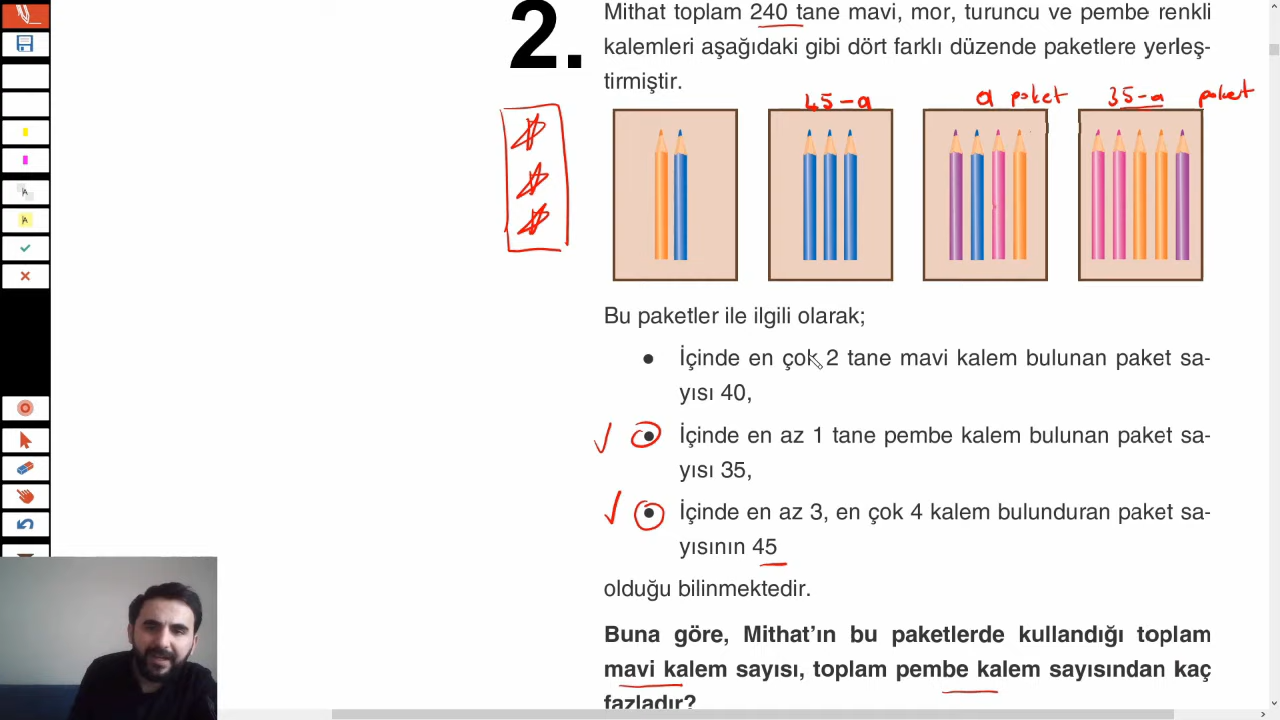 2.
Mithat toplam 240 tane mavi, mor, turuncu ve pembe renkli
kalemleri aşağıdaki gibi dört farklı düzende paketlere yerleş-
tirmiştir.
45-a
a paket
35-a paket
Bu paketler ile ilgili olarak;
● İçinde en çok 2 tane mavi kalem bulunan paket sa-
yısı 40,
● İçinde en az 1 tane pembe kalem bulunan paket sa-
yısı 35,
● İçinde en az 3, en çok 4 kalem bulunduran paket sa-
yısının 45
olduğu bilinmektedir.
Buna göre, Mithat'ın bu paketlerde kullandığı toplam
mavi kalem sayısı, toplam pembe kalem sayısından kaç
fazladır?